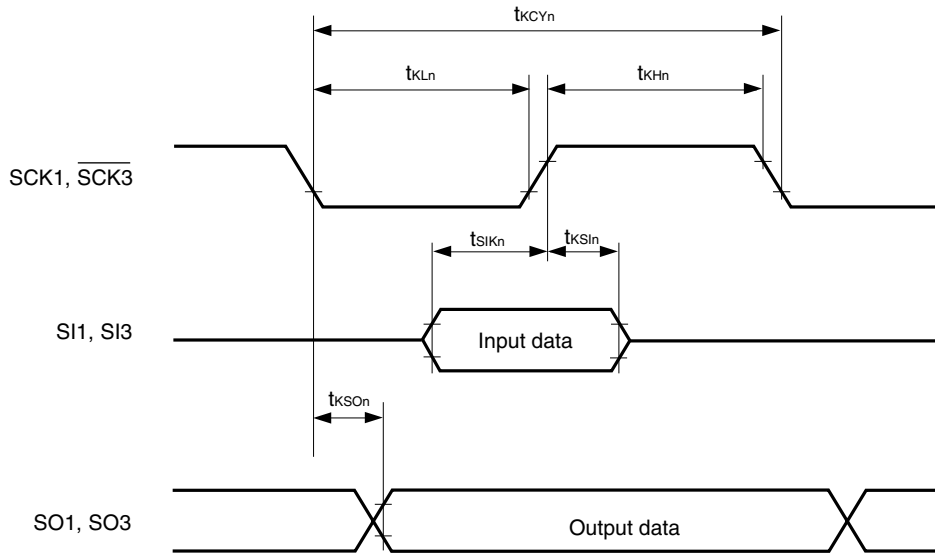 tKCYn
tKLn
tKHn
SCK1, SCK3
tSIKn
tKSIn
SI1, SI3
Input data
tKSOn
SO1, SO3
Output data